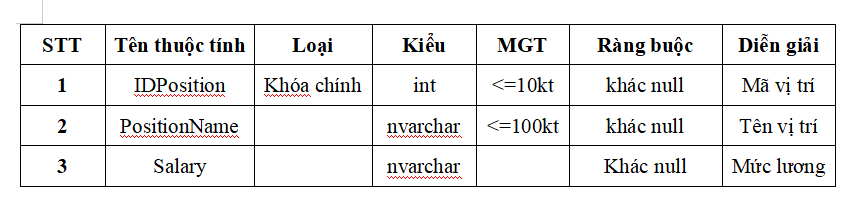 STT Tên thuộc tính Loại Kiểu MGT Ràng buộc Diễn giải
1 IDPosition Khóa chính int <=10kt khác null Mã vị trí
2 PositionName nvarchar <=100kt khác null Tên vị trí
3 Salary nvarchar Khác null Mức lương